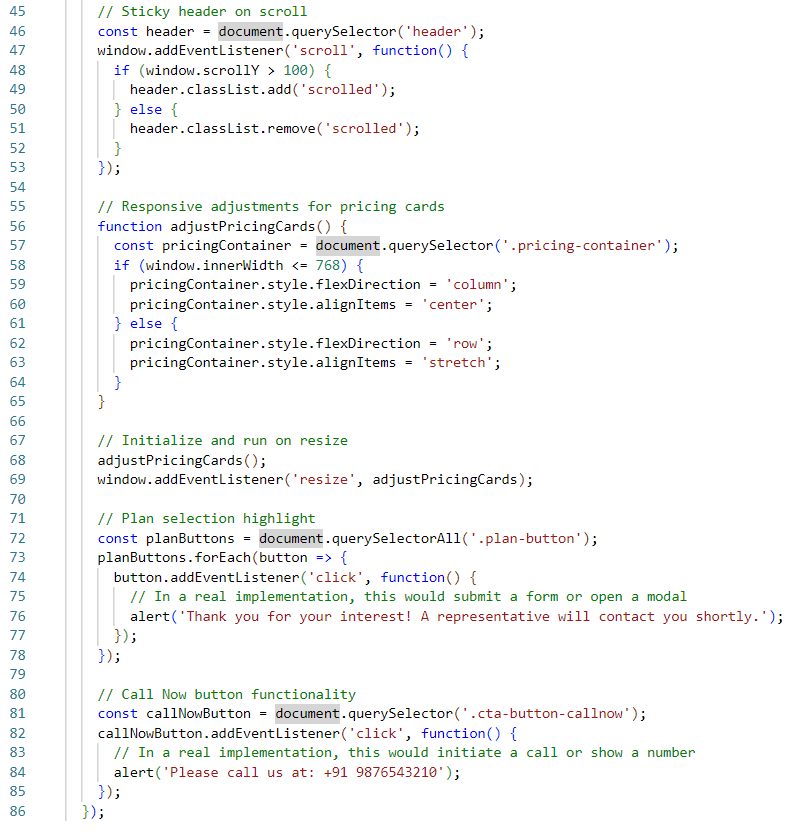 45 // Sticky header on scroll
46 const header = document.querySelector('header');
47 window.addEventListener('scroll', function() {
48 if (window.scrollY > 100) {
49 header.classList.add('scrolled');
50 } else {
51 header.classList.remove('scrolled');
52 }
53 });
54
55 // Responsive adjustments for pricing cards
56 function adjustPricingCards() {
57 const pricingContainer = document.querySelector('.pricing-container');
58 if (window.innerWidth <= 768) {
59 pricingContainer.style.flexDirection = 'column';
60 pricingContainer.style.alignItems = 'center';
61 } else {
62 pricingContainer.style.flexDirection = 'row';
63 pricingContainer.style.alignItems = 'stretch';
64 }
65 }
66
67 // Initialize and run on resize
68 adjustPricingCards();
69 window.addEventListener('resize', adjustPricingCards);
70
71 // Plan selection highlight
72 const planButtons = document.querySelectorAll('.plan-button');
73 planButtons.forEach(button => {
74 button.addEventListener('click', function() {
75 // In a real implementation, this would submit a form or open a modal
76 alert('Thank you for your interest! A representative will contact you shortly.');
77 });
78 });
79
80 // Call Now button functionality
81 const callNowButton = document.querySelector('.cta-button-callnow');
82 callNowButton.addEventListener('click', function() {
83 // In a real implementation, this would initiate a call or show a number
84 alert('Please call us at: +91 9876543210');
85 });
86 });